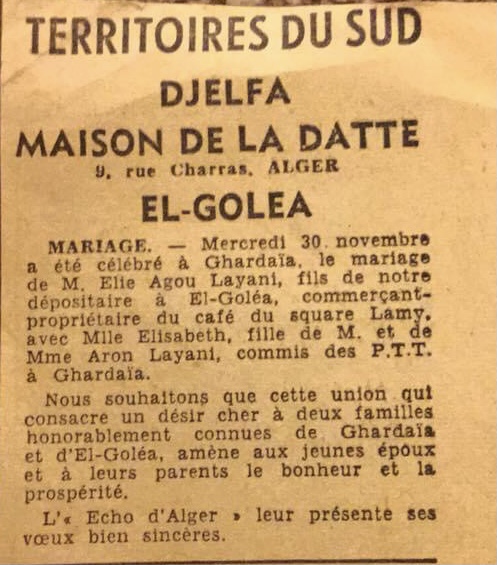 TERRITOIRES DU SUD
DJELFA
MAISON DE LA DATTE
9, rue Charras, ALGER
EL-GOLEA
MARIAGE. — Mercredi 30 novembre
a été célébré à Ghardaïa, le mariage
de M. Elie Agou Layani, fils de notre
dépositaire à El-Goléa, commerçant-
propriétaire du café du square Lamy,
avec Mlle Elisabeth, fille de M. et de
Mme Aron Layani, commis des P.T.T.
à Ghardaïa.
Nous souhaitons que cette union qui
consacre un désir cher à deux familles
honorablement connues de Ghardaïa
et d'El-Goléa, amène aux jeunes époux
et à leurs parents le bonheur et la
prospérité.
L'« Echo d'Alger » leur présente ses
vœux bien sincères.